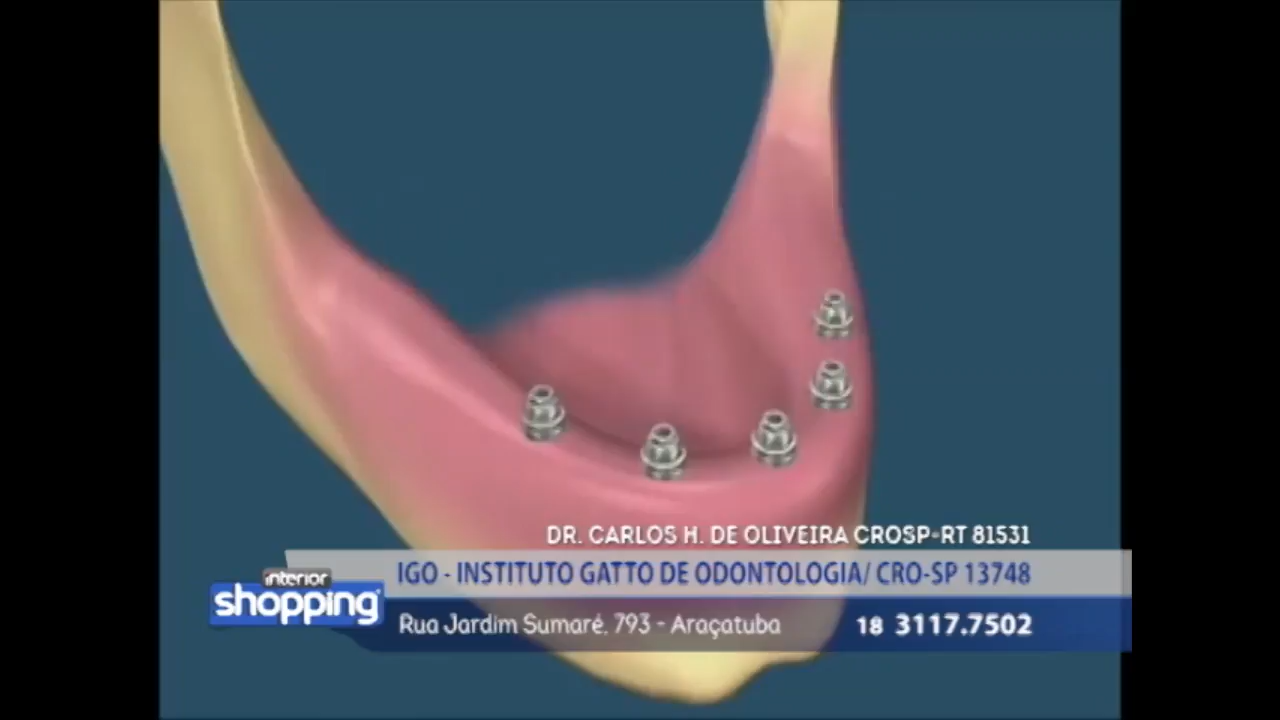 DR. CARLOS H. DE OLIVEIRA CROSP-RT 81531
IGO - INSTITUTO GATTO DE ODONTOLOGIA/ CRO-SP 13748
interior
shopping
Rua Jardim Sumaré, 793 - Araçatuba 18 3117.7502